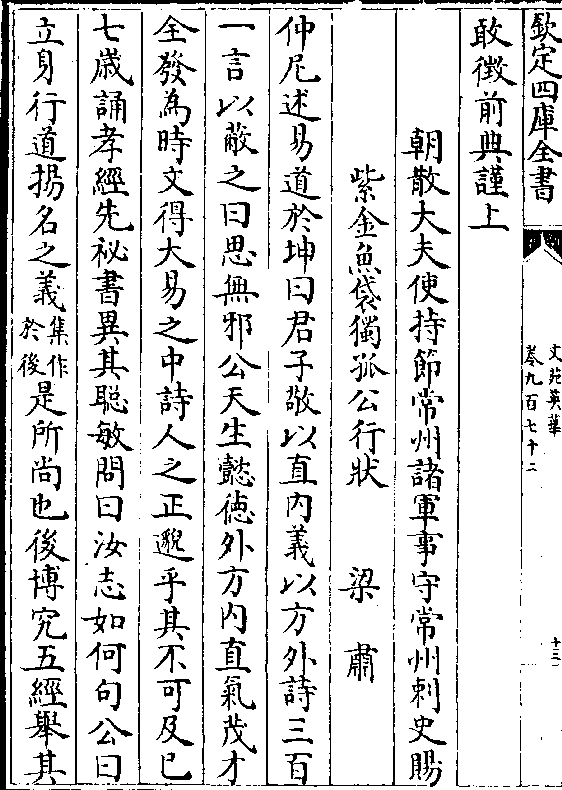 欽定四庫全書
文苑英華
卷九百七十二
十三
敢徴前典謹上
朝散大夫使持節常州諸軍事守常州刺史賜
紫金魚袋獨孤公行狀 梁肅
仲尼述易道於坤曰君子敬以直内義以方外詩三百
一言以蔽之曰思無邪公天生懿徳外方内直氣茂才
全發為時文得大易之中詩人之正邈乎其不可及已
七歳誦孝經先祕書異其聰敏問曰汝志如何句公曰
立身行道揚名之義集作於後是所尚也後博究五經舉其